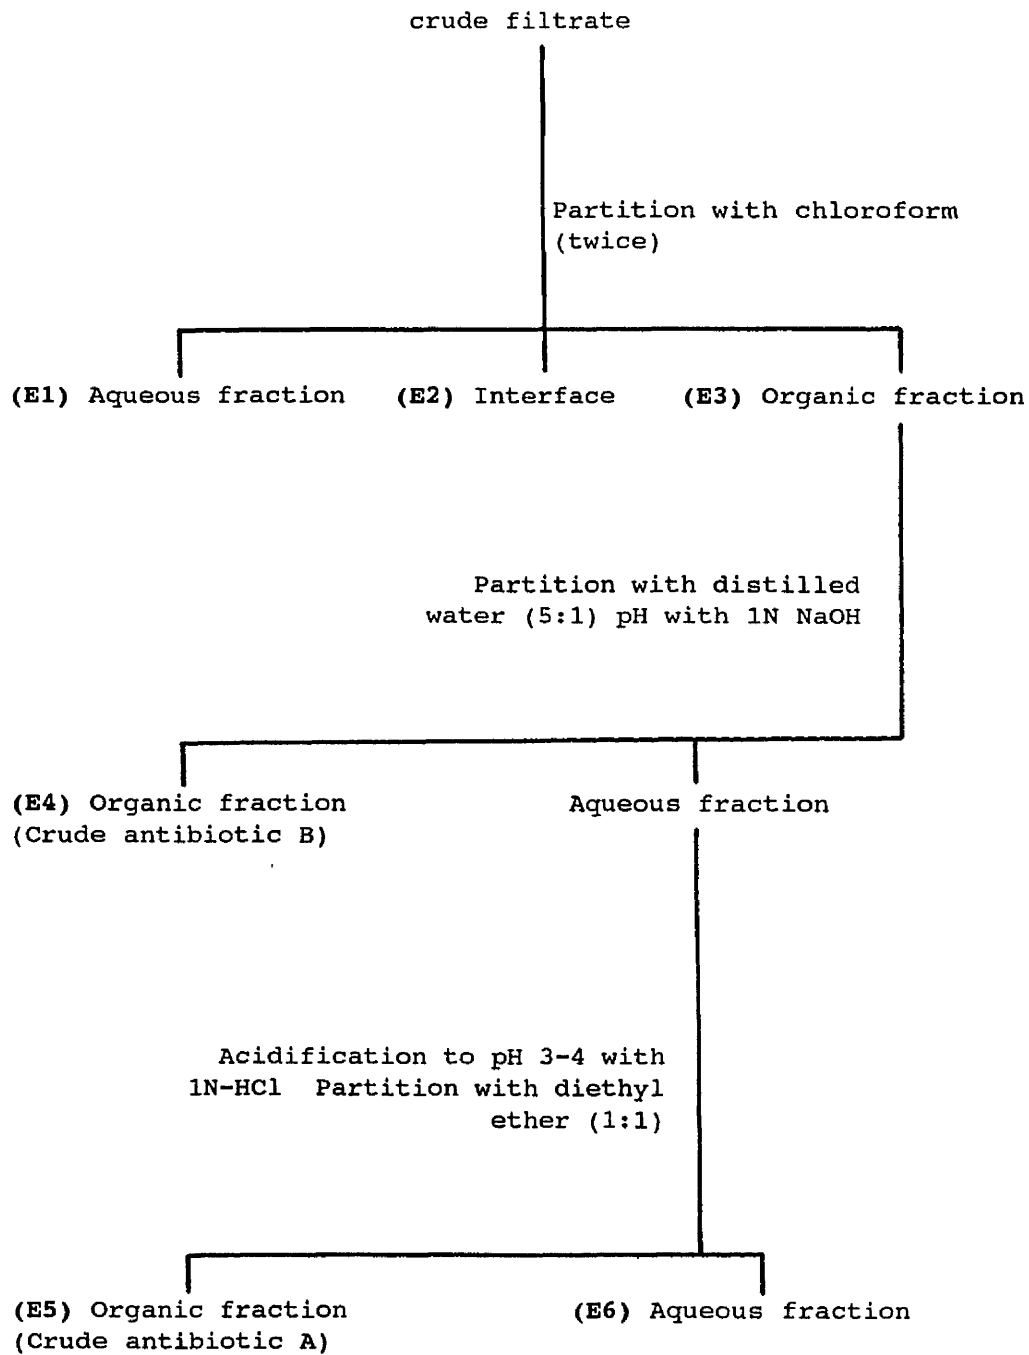 crude filtrate
Partition with chloroform
(twice)
(E1) Aqueous fraction
(E2) Interface
(E3) Organic fraction
Partition with distilled
water (5:1) pH with 1N NaOH
(E4) Organic fraction
(Crude antibiotic B)
Aqueous fraction
Acidification to pH 3-4 with
1N-HCl Partition with diethyl
ether (1:1)
(E5) Organic fraction
(Crude antibiotic A)
(E6) Aqueous fraction